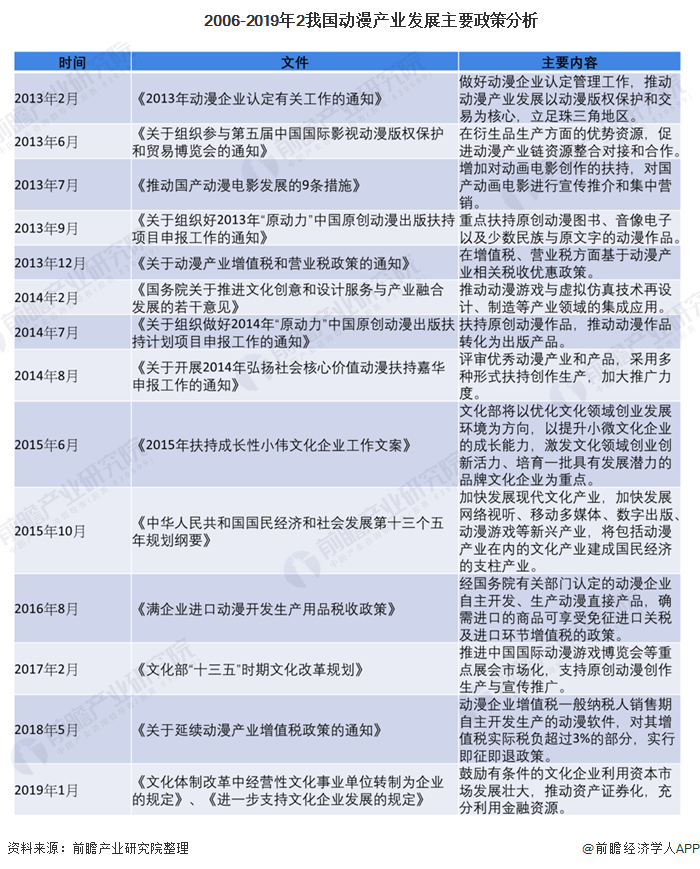 2006-2019年2我国动漫产业发展主要政策分析
时间
文件
主要内容
2013年2月
《2013年动漫企业认定有关工作的通知》
做好动漫企业认定管理工作，推动
动漫产业发展以动漫版权保护和交
易为核心，立足珠三角地区。
2013年6月
《关于组织参与第五届中国国际影视动漫版权保护
和贸易博览会的通知》
在衍生品生产方面的优势资源，促
进动漫产业链资源整合对接和合作。
2013年7月
《推动国产动漫电影发展的9条措施》
增加对动画电影创作的扶持，对国
产动画电影进行宣传推介和集中营
销。
2013年9月
《关于组织好2013年“原动力”中国原创动漫出版扶持
项目申报工作的通知》
重点扶持原创动漫图书、音像电子
以及少数民族与原文字的动漫作品。
2013年12月
《关于动漫产业增值税和营业税政策的通知》
在增值税、营业税方面基于动漫产
业相关税收优惠政策。
2014年2月
《国务院关于推进文化创意和设计服务与产业融合
发展的若干意见》
推动动漫游戏与虚拟仿真技术再设
计、制造等产业领域的集成应用。
2014年7月
《关于组织做好2014年“原动力”中国原创动漫出版扶
持计划项目申报工作的通知》
扶持原创动漫作品，推动动漫作品
转化为出版产品。
2014年8月
《关于开展2014年弘扬社会核心价值动漫扶持嘉华
申报工作的通知》
评审优秀动漫产业和产品，采用多
种形式扶持创作生产，加大推广力
度。
2015年6月
《2015年扶持成长性小伟文化企业工作文案》
文化部将以优化文化领域创业发展
环境为方向，以提升小微文化企业
的成长能力，激发文化领域创业创
新活力、培育一批具有发展潜力的
品牌文化企业为重点。
2015年10月
《中华人民共和国国民经济和社会发展第十三个五
年规划纲要》
加快发展现代文化产业，加快发展
网络视听、移动多媒体、数字出版、
动漫游戏等新兴产业，将包括动漫
产业在内的文化产业建成国民经济
的支柱产业。
2016年8月
《满企业进口动漫开发生产用品税收政策》
经国务院有关部门认定的动漫企业
自主开发、生产动漫直接产品，确
需进口的商品可享受免征进口关税
及进口环节增值税的政策。
2017年2月
《文化部“十三五”时期文化改革规划》
推进中国国际动漫游戏博览会等重
点展会市场化，支持原创动漫创作
生产与宣传推广。
2018年5月
《关于延续动漫产业增值税政策的通知》
动漫企业增值税一般纳税人销售期
自主开发生产的动漫软件，对其增
值税实际税负超过3%的部分，实行
即征即退政策。
2019年1月
《文化体制改革中经营性文化事业单位转制为企业
的规定》、《进一步支持文化企业发展的规定》
鼓励有条件的文化企业利用资本市
场发展壮大，推动资产证券化，充
分利用金融资源。
资料来源：前瞻产业研究院整理
@前瞻经济学人APP
前瞻产业研究院